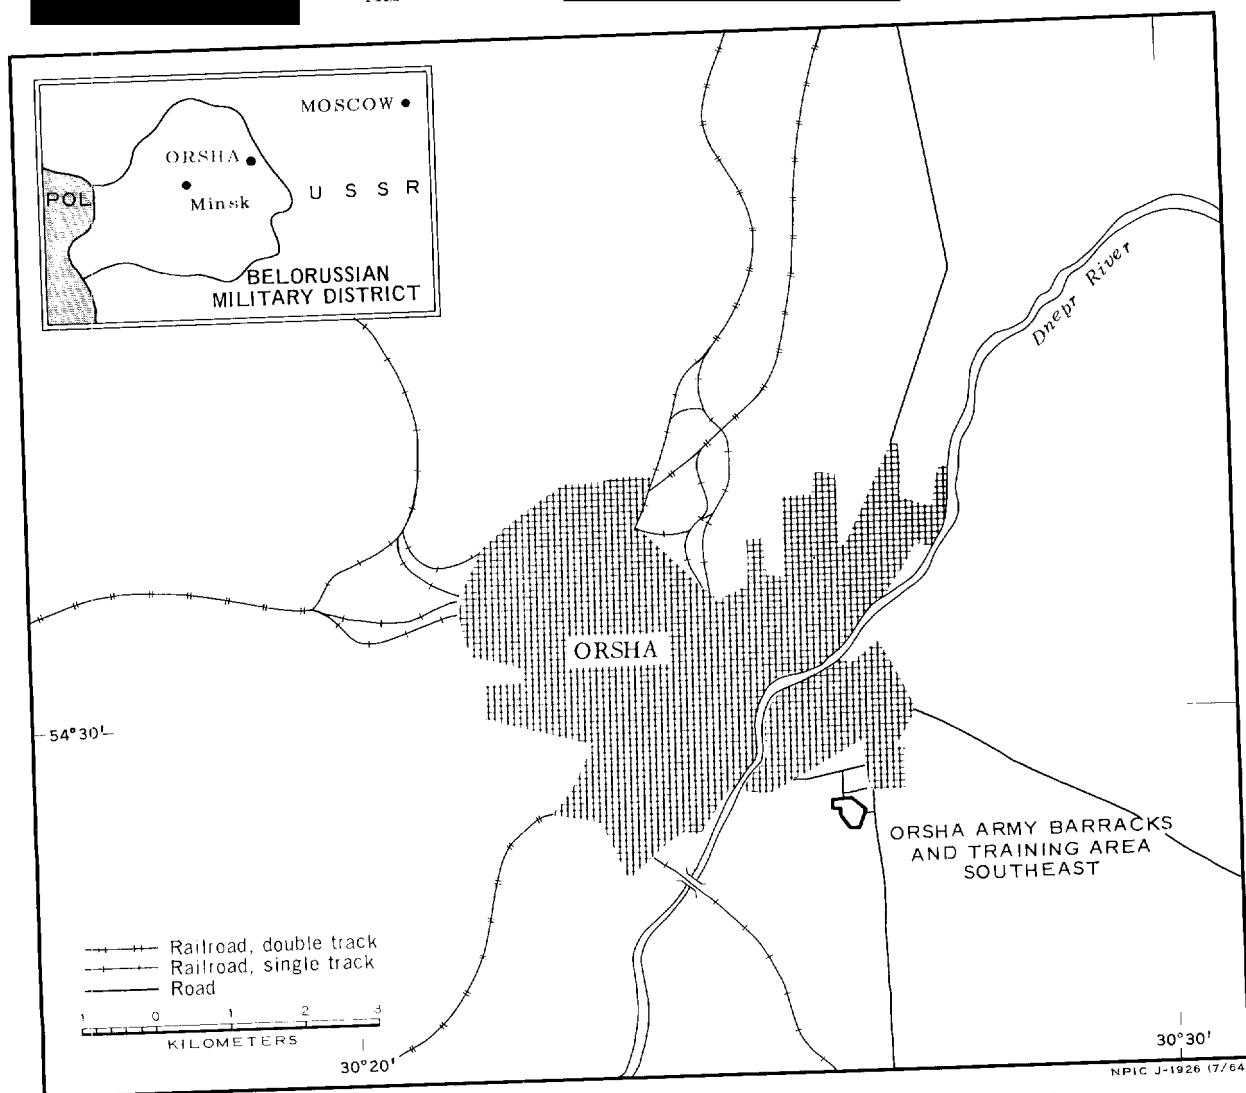 MOSCOW
ORSHA
POL
Minsk
U S S R
BELORUSSIAN
MILITARY DISTRICT
Dnepr River
ORSHA
54°30'
ORSHA ARMY BARRACKS
AND TRAINING AREA
SOUTHEAST
Railroad, double track
Railroad, single track
Road
1 0 1 2 3
KILOMETERS
30°20'
30°30'
NPIC J-1926 (7/64